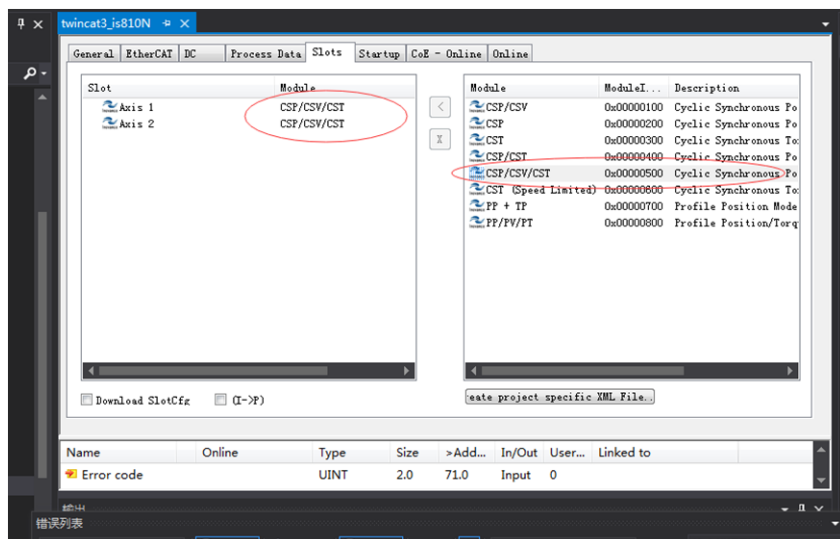 twincat3_is810N
General EtherCAT DC Process Data Slots Startup CoE - Online Online
Slot Module
Axis 1 CSP/CSV/CST
Axis 2 CSP/CSV/CST
<
X
Module ModuleI... Description
CSP/CSV 0x00000100 Cyclic Synchronous Po
CSP 0x00000200 Cyclic Synchronous Po
CST 0x00000300 Cyclic Synchronous To
CSP/CST 0x00000400 Cyclic Synchronous Po
CSP/CSV/CST 0x00000500 Cyclic Synchronous Po
CST (Speed Limited) 0x00000600 Cyclic Synchronous To
PP + TP 0x00000700 Profile Position Mode
PP/PV/PT 0x00000800 Profile Position/Torq
Download SlotCfg (I->P)
eate project specific XML File..
Name Online Type Size >Add... In/Out User... Linked to
Error code UINT 2.0 71.0 Input 0
输出
错误列表